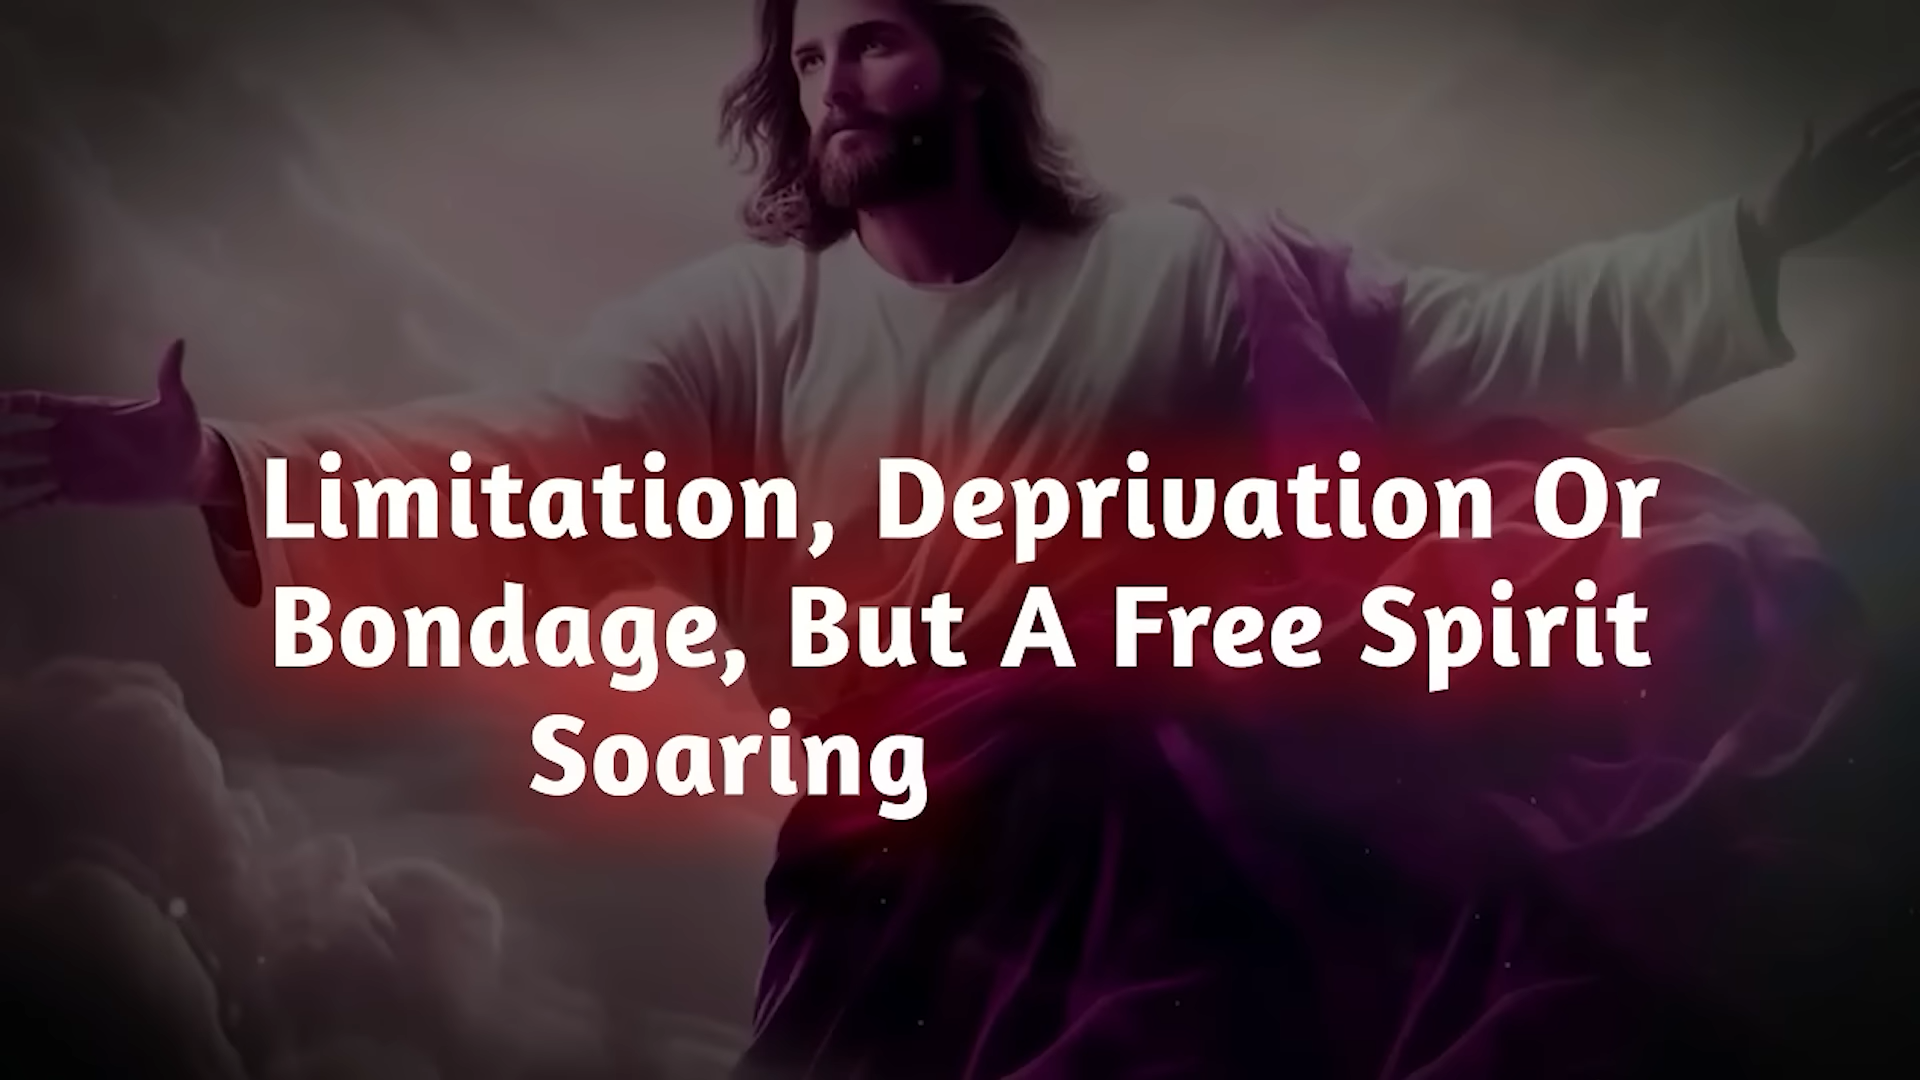 Limitation, Deprivation Or
Bondage, But A Free Spirit
Soaring